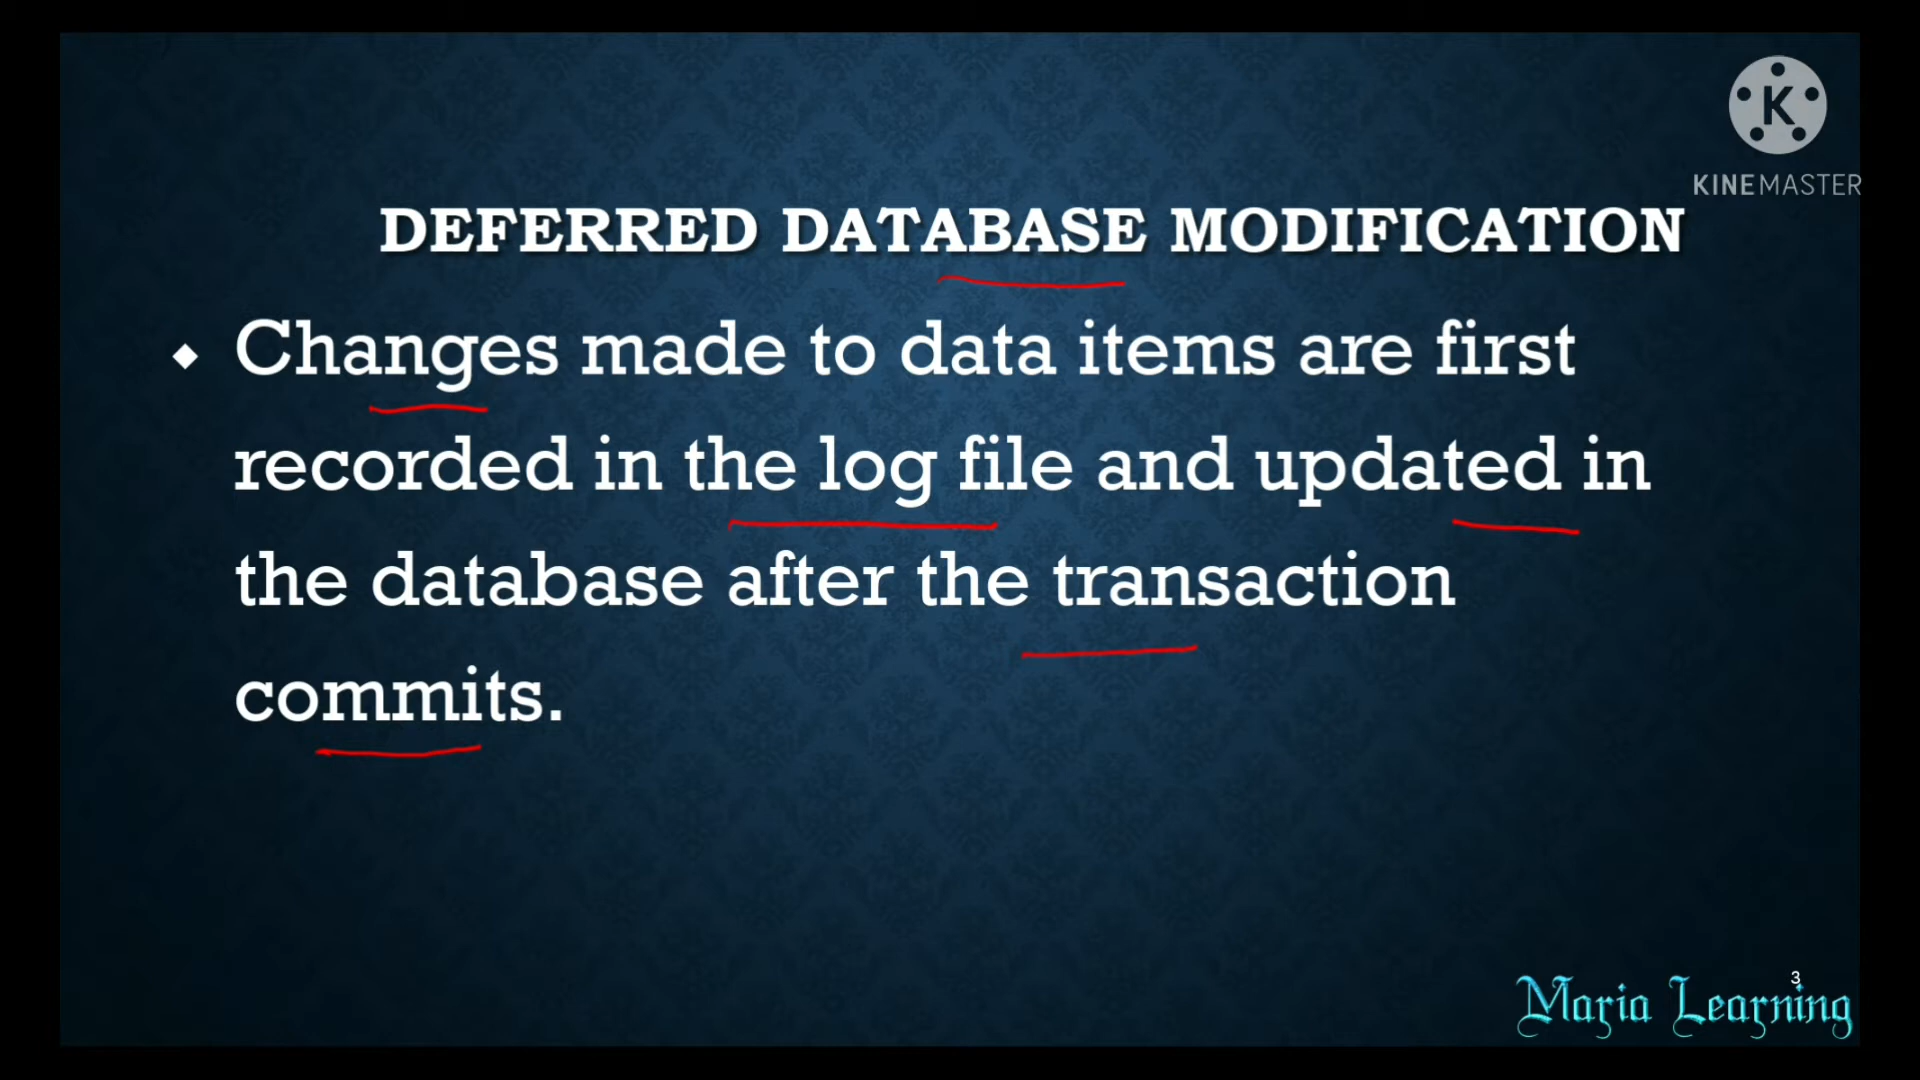 K
KINEMASTER
DEFERRED DATABASE MODIFICATION
Changes made to data items are first
recorded in the log file and updated in
the database after the transaction
commits.
3
Maria Learning